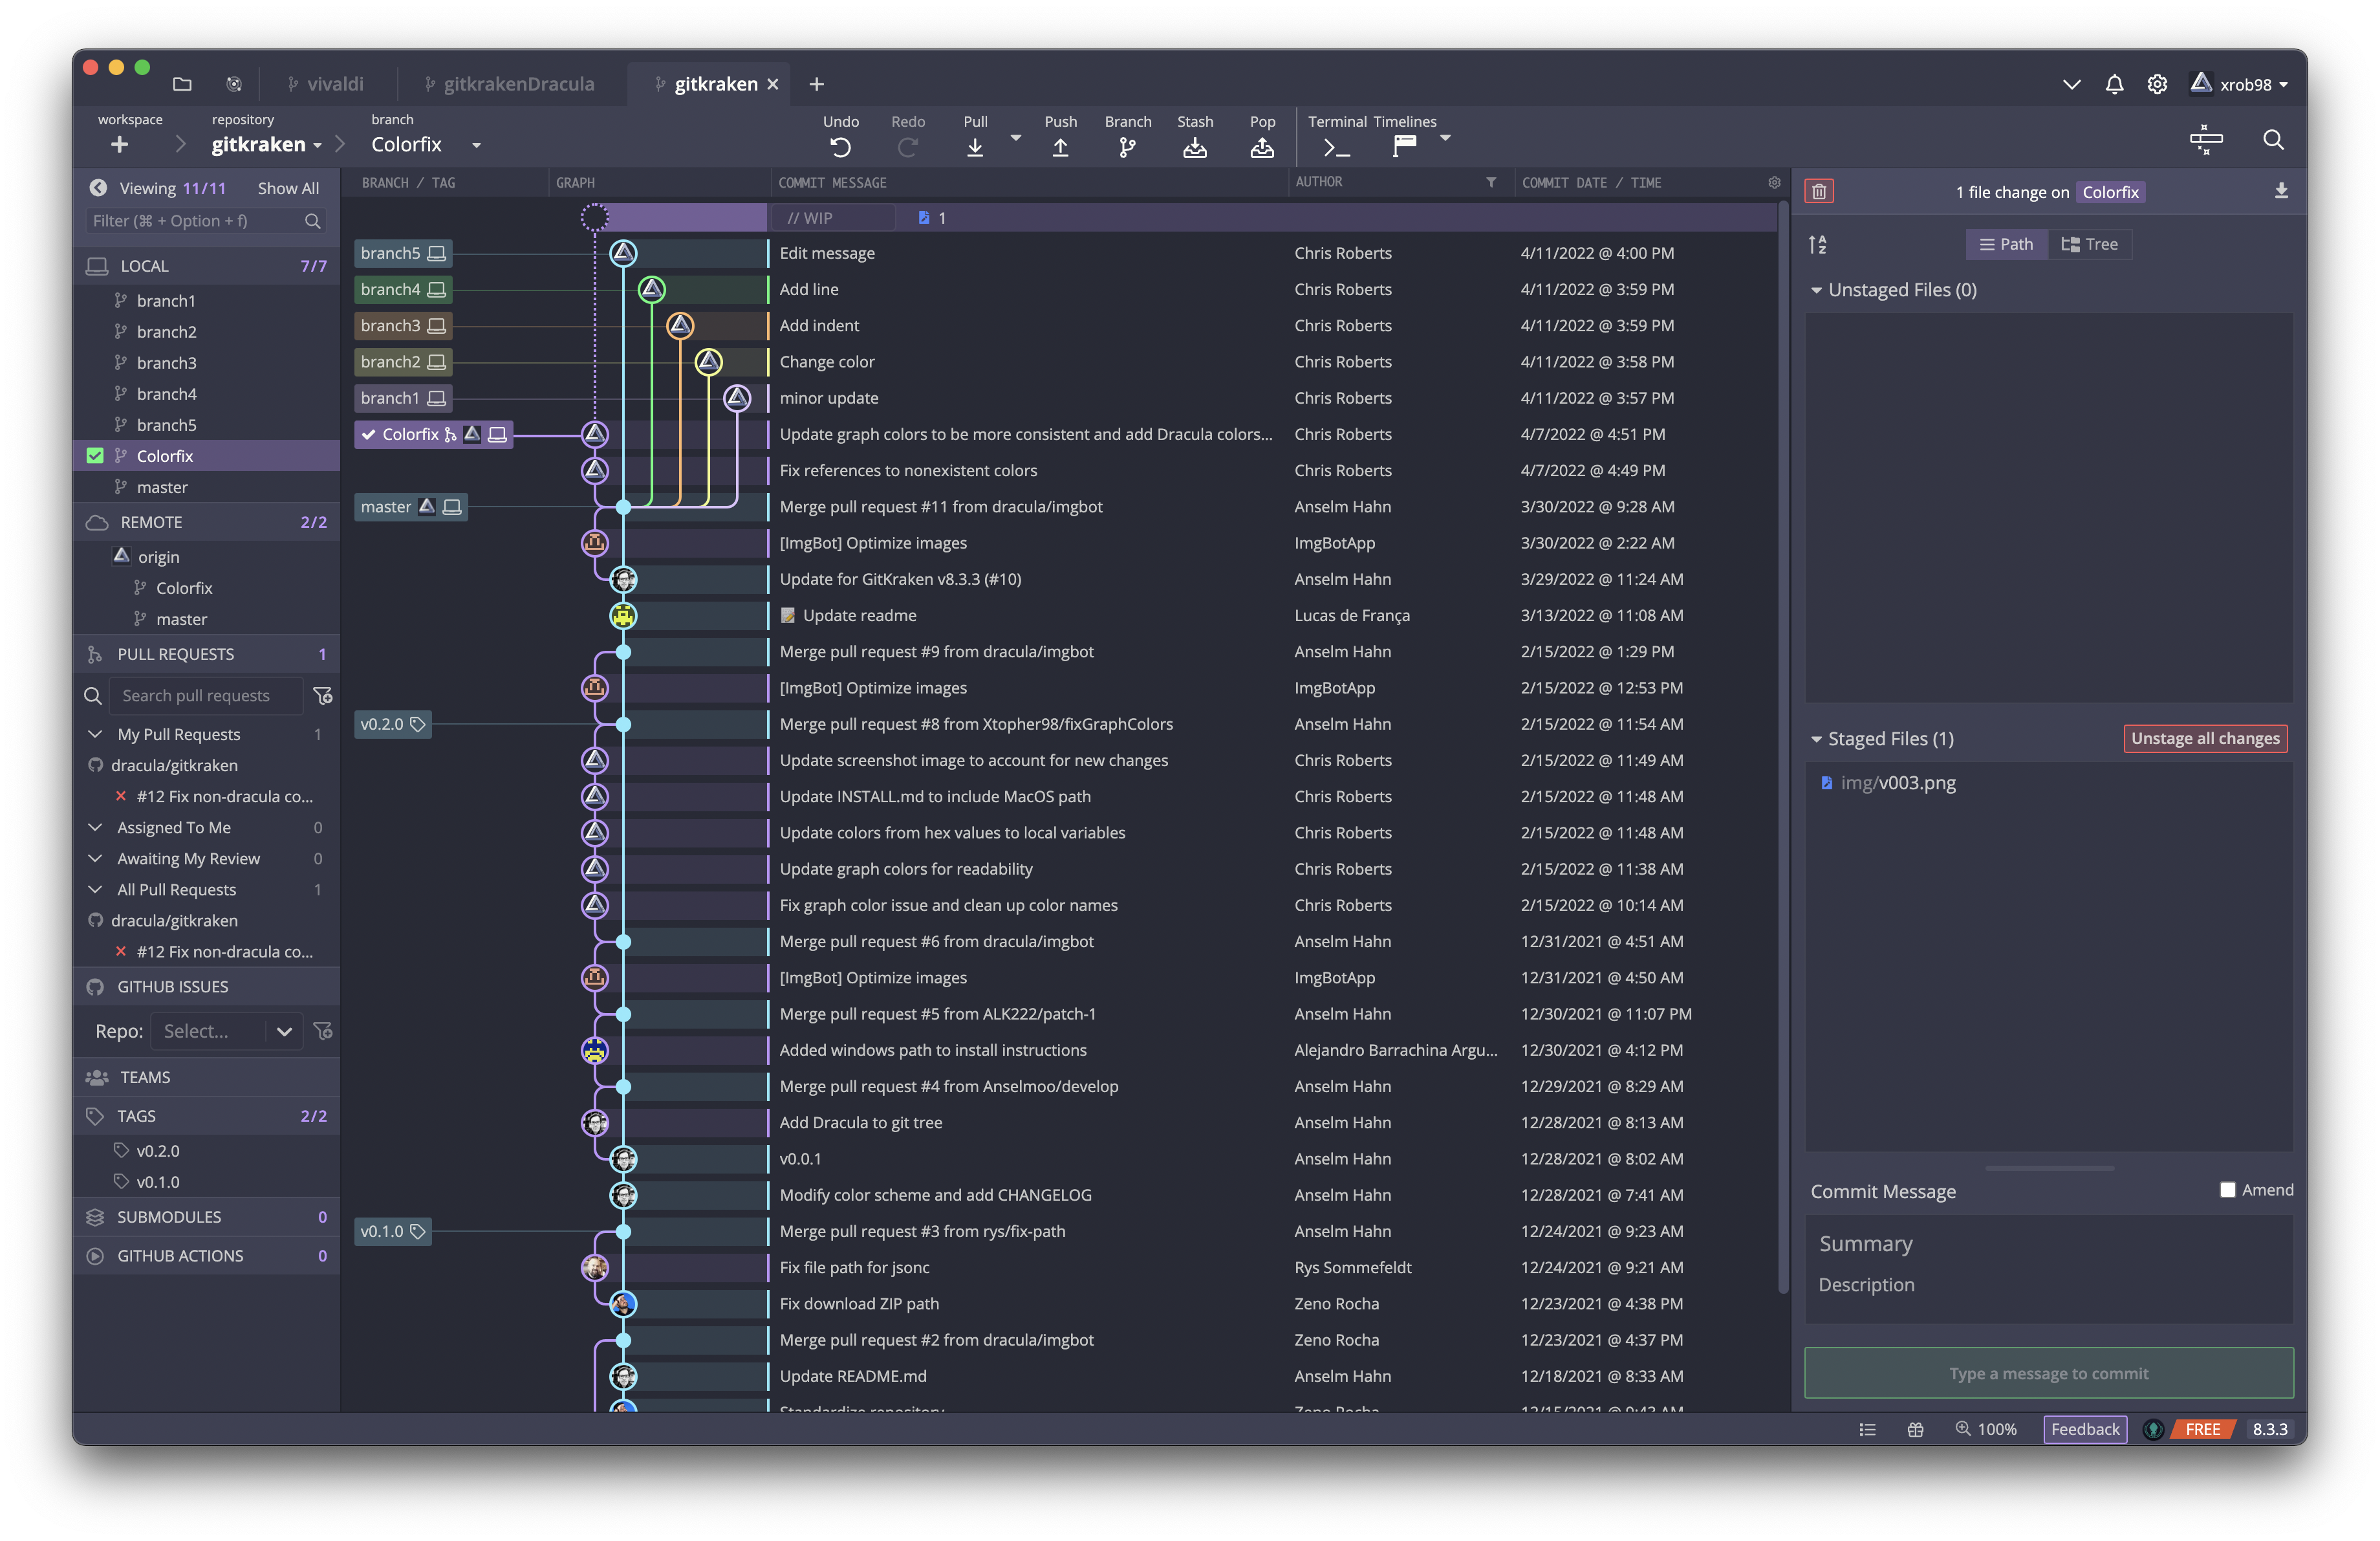 vivaldi
gitkrakenDracula
gitkraken
xrob98
workspace
repository
gitkraken
branch
Colorfix
Undo
Redo
Pull
Push
Branch
Stash
Pop
Terminal
Timelines
Viewing 11/11 Show All
Filter (⌘ + Option + f)
LOCAL 7/7
branch1
branch2
branch3
branch4
branch5
Colorfix
master
REMOTE 2/2
origin
Colorfix
master
PULL REQUESTS 1
Search pull requests
My Pull Requests 1
dracula/gitkraken
#12 Fix non-dracula co...
Assigned To Me 0
Awaiting My Review 0
All Pull Requests 1
dracula/gitkraken
#12 Fix non-dracula co...
GITHUB ISSUES
Repo: Select...
TEAMS
TAGS 2/2
v0.2.0
v0.1.0
SUBMODULES 0
GITHUB ACTIONS 0
BRANCH / TAG GRAPH COMMIT MESSAGE AUTHOR COMMIT DATE / TIME
// WIP 1
branch5 Edit message Chris Roberts 4/11/2022 @ 4:00 PM
branch4 Add line Chris Roberts 4/11/2022 @ 3:59 PM
branch3 Add indent Chris Roberts 4/11/2022 @ 3:59 PM
branch2 Change color Chris Roberts 4/11/2022 @ 3:58 PM
branch1 minor update Chris Roberts 4/11/2022 @ 3:57 PM
Colorfix Update graph colors to be more consistent and add Dracula colors... Chris Roberts 4/7/2022 @ 4:51 PM
Fix references to nonexistent colors Chris Roberts 4/7/2022 @ 4:49 PM
master Merge pull request #11 from dracula/imgbot Anselm Hahn 3/30/2022 @ 9:28 AM
[ImgBot] Optimize images ImgBotApp 3/30/2022 @ 2:22 AM
Update for GitKraken v8.3.3 (#10) Anselm Hahn 3/29/2022 @ 11:24 AM
Update readme Lucas de França 3/13/2022 @ 11:08 AM
Merge pull request #9 from dracula/imgbot Anselm Hahn 2/15/2022 @ 1:29 PM
[ImgBot] Optimize images ImgBotApp 2/15/2022 @ 12:53 PM
v0.2.0 Merge pull request #8 from Xtopher98/fixGraphColors Anselm Hahn 2/15/2022 @ 11:54 AM
Update screenshot image to account for new changes Chris Roberts 2/15/2022 @ 11:49 AM
Update INSTALL.md to include MacOS path Chris Roberts 2/15/2022 @ 11:48 AM
Update colors from hex values to local variables Chris Roberts 2/15/2022 @ 11:48 AM
Update graph colors for readability Chris Roberts 2/15/2022 @ 11:38 AM
Fix graph color issue and clean up color names Chris Roberts 2/15/2022 @ 10:14 AM
Merge pull request #6 from dracula/imgbot Anselm Hahn 12/31/2021 @ 4:51 AM
[ImgBot] Optimize images ImgBotApp 12/31/2021 @ 4:50 AM
Merge pull request #5 from ALK222/patch-1 Anselm Hahn 12/30/2021 @ 11:07 PM
Added windows path to install instructions Alejandro Barrachina Argu... 12/30/2021 @ 4:12 PM
Merge pull request #4 from Anselmoo/develop Anselm Hahn 12/29/2021 @ 8:29 AM
Add Dracula to git tree Anselm Hahn 12/28/2021 @ 8:13 AM
v0.0.1 Anselm Hahn 12/28/2021 @ 8:02 AM
Modify color scheme and add CHANGELOG Anselm Hahn 12/28/2021 @ 7:41 AM
v0.1.0 Merge pull request #3 from rys/fix-path Anselm Hahn 12/24/2021 @ 9:23 AM
Fix file path for jsonc Rys Sommefeldt 12/24/2021 @ 9:21 AM
Fix download ZIP path Zeno Rocha 12/23/2021 @ 4:38 PM
Merge pull request #2 from dracula/imgbot Zeno Rocha 12/23/2021 @ 4:37 PM
Update README.md Anselm Hahn 12/18/2021 @ 8:33 AM
Standardize repository Zeno Rocha 12/15/2021 @ 9:43 AM
1 file change on Colorfix
Path Tree
Unstaged Files (0)
Staged Files (1) Unstage all changes
img/v003.png
Commit Message Amend
Summary
Description
Type a message to commit
100% Feedback FREE 8.3.3